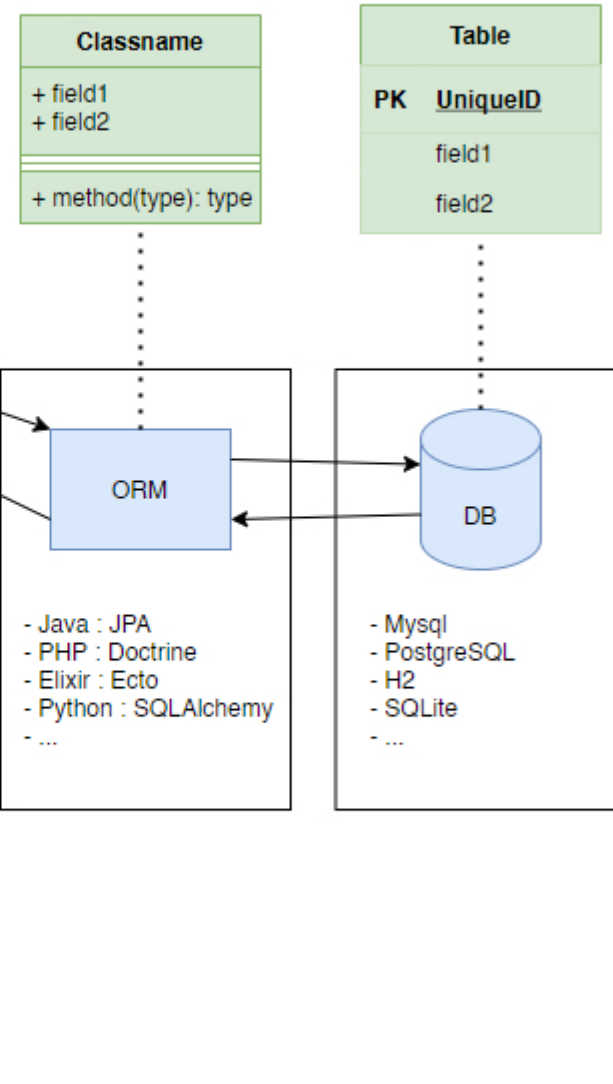 Classname
+ field1
+ field2
+ method(type): type
Table
PK UniqueID
field1
field2
ORM
DB
- Java : JPA
- PHP : Doctrine
- Elixir : Ecto
- Python : SQLAlchemy
- ...
- Mysql
- PostgreSQL
- H2
- SQLite
- ...